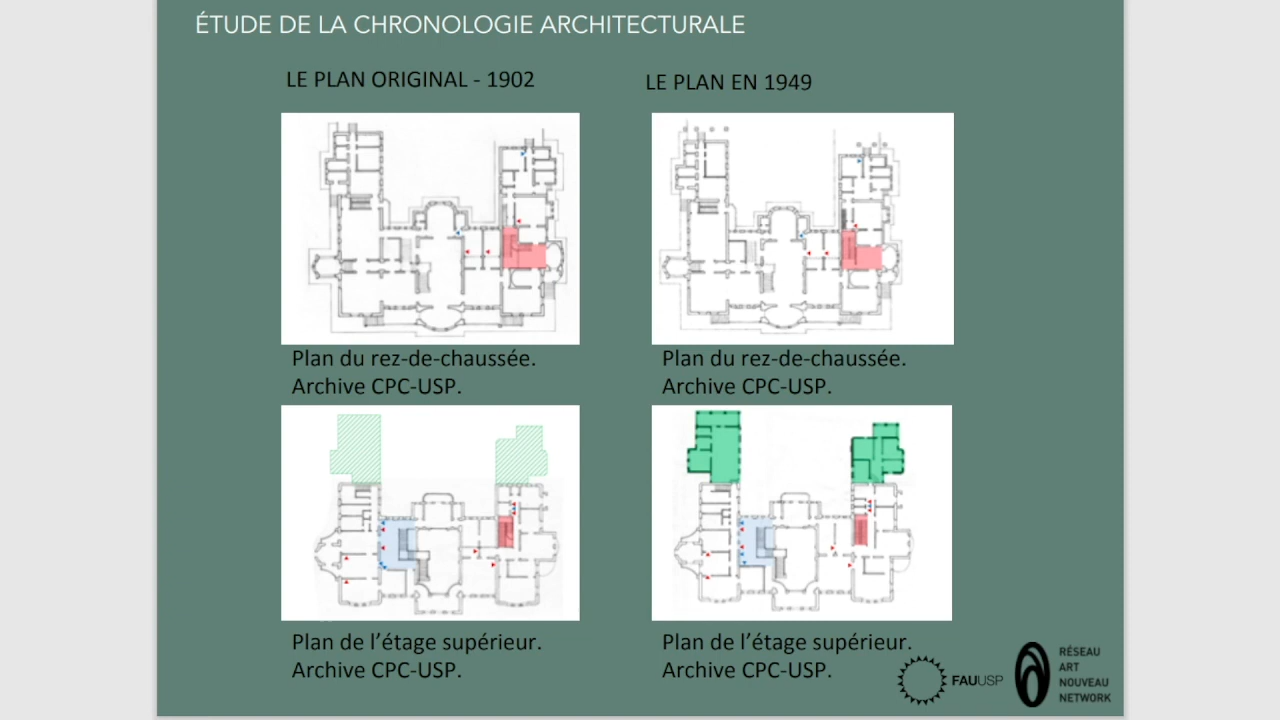 ÉTUDE DE LA CHRONOLOGIE ARCHITECTURALE
LE PLAN ORIGINAL - 1902
LE PLAN EN 1949
Plan du rez-de-chaussée.
Archive CPC-USP.
Plan du rez-de-chaussée.
Archive CPC-USP.
Plan de l’étage supérieur.
Archive CPC-USP.
Plan de l’étage supérieur.
Archive CPC-USP.
FAUUSP
RÉSEAU
ART
NOUVEAU
NETWORK